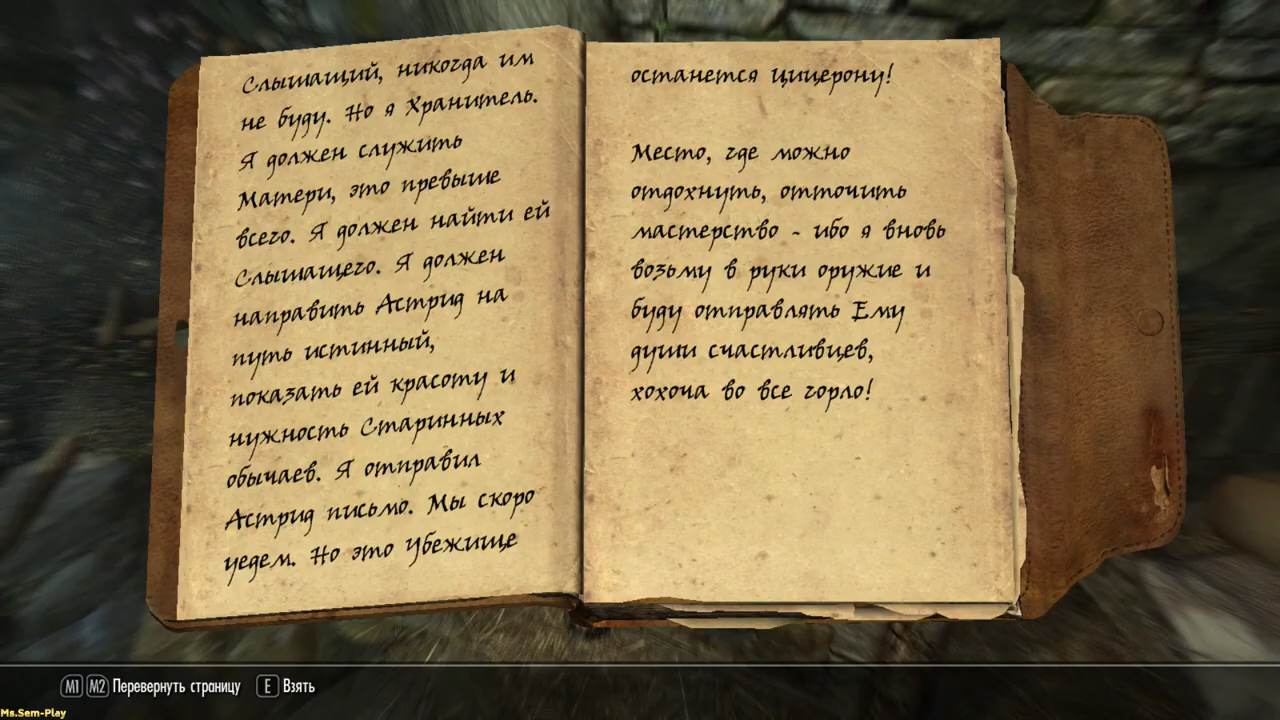 Слышащий, никогда им
не буду. Но я Хранитель.
Я должен служить
Матери, это превыше
всего. Я должен найти ей
Слышащего. Я должен
направить Астрид на
путь истинный,
показать ей красоту и
нужность Старинных
обычаев. Я отправил
Астрид письмо. Мы скоро
уедем. Но это Убежище
останется Цицерону!
Место, где можно
отдохнуть, отточить
мастерство - ибо я вновь
возьму в руки оружие и
буду отправлять Ему
души счастливцев,
хохоча во все горло!
M1 M2 Перевернуть страницу E Взять
Ms.Sem-Play